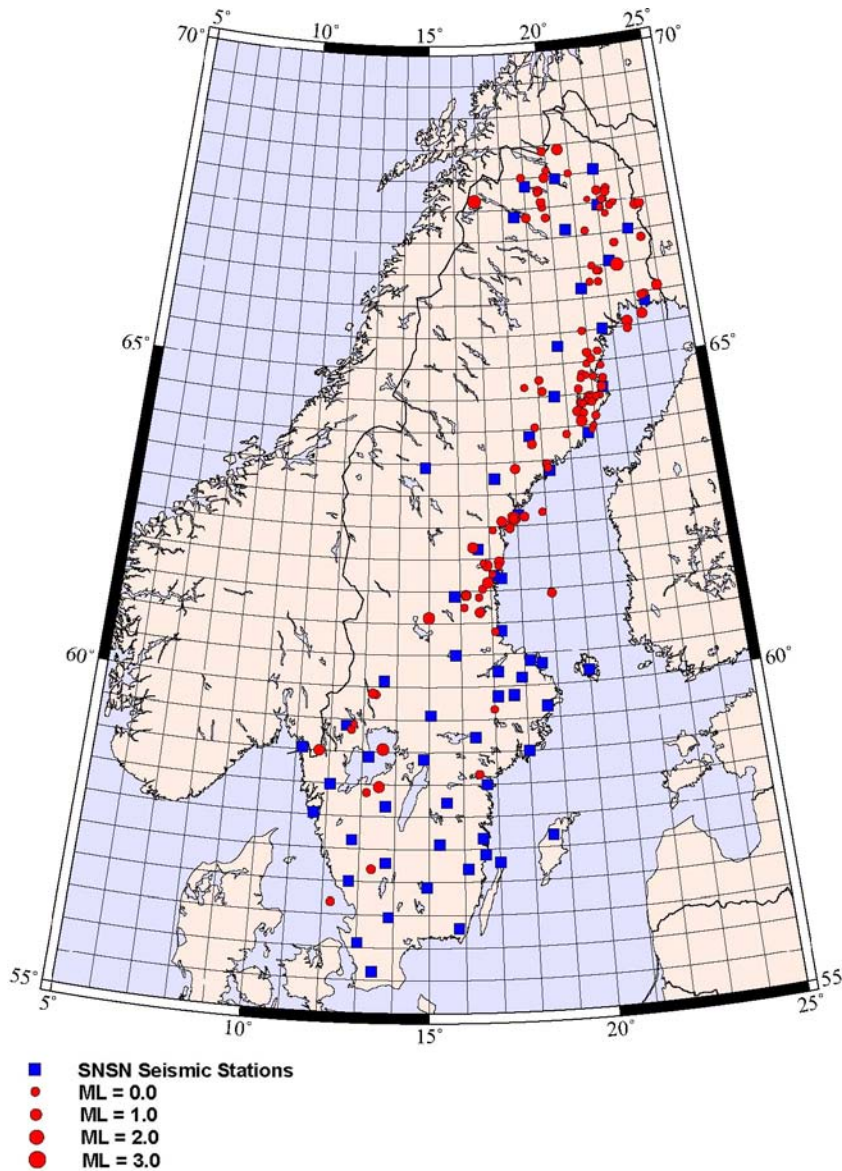 5° 10° 15° 20° 25°
70° 70°
65° 65°
60° 60°
55° 55°
5° 10° 15° 20° 25°
SNSN Seismic Stations
ML = 0.0
ML = 1.0
ML = 2.0
ML = 3.0